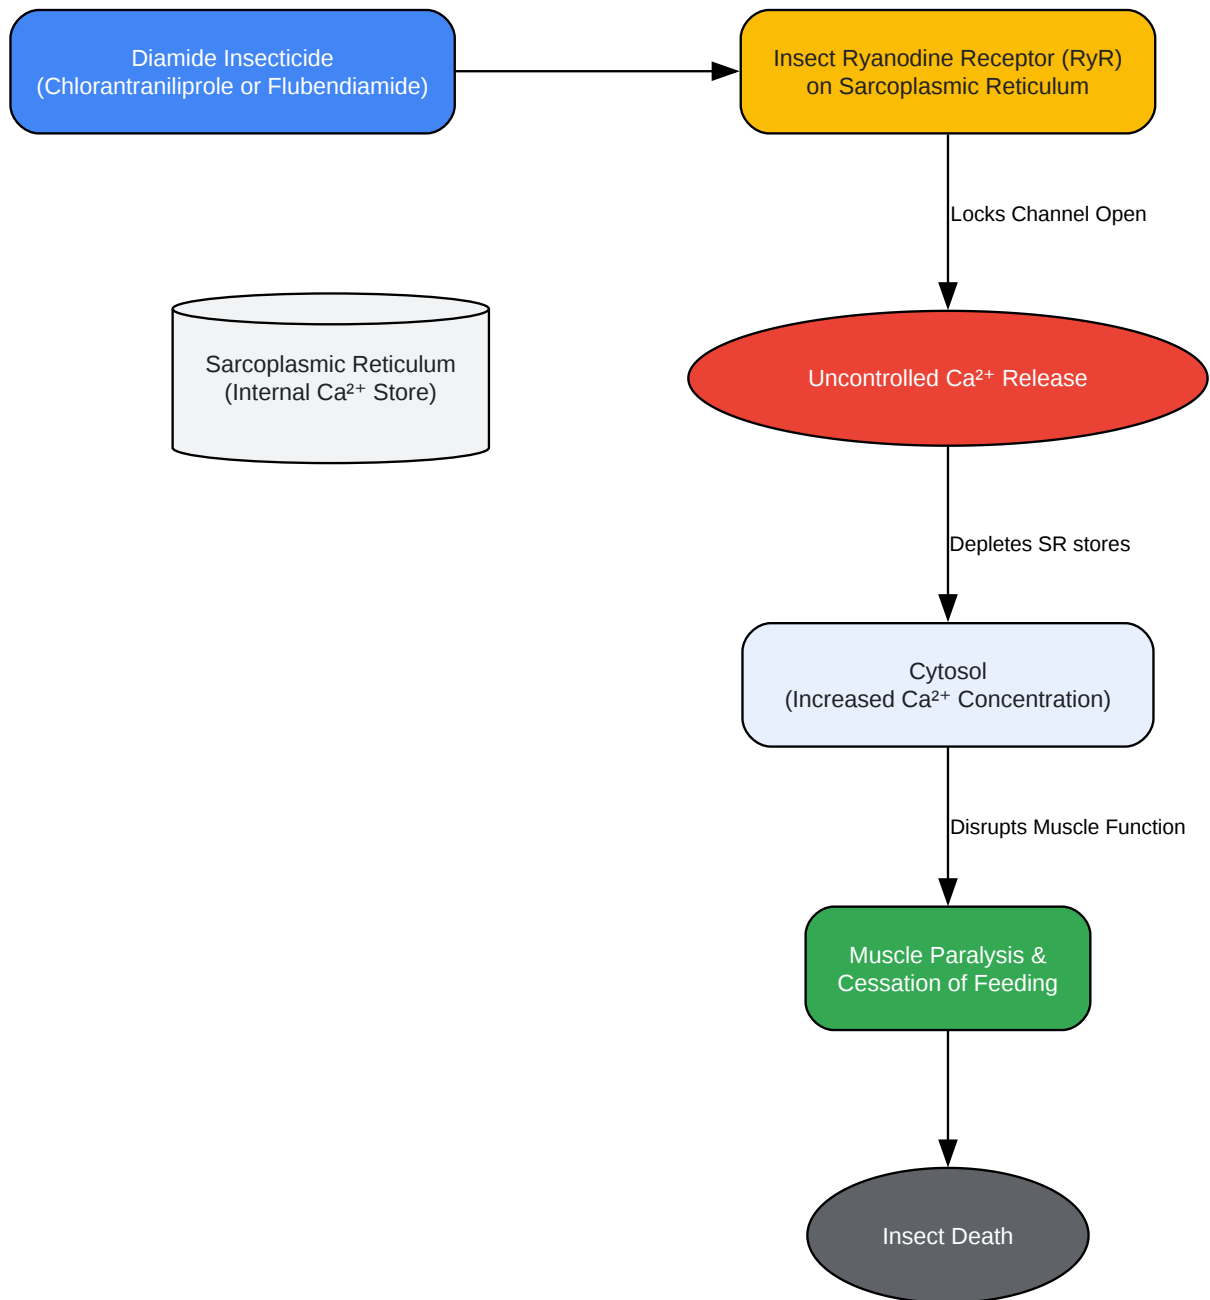 Diamide Insecticide
(Chlorantraniliprole or Flubendiamide)
Insect Ryanodine Receptor (RyR)
on Sarcoplasmic Reticulum
Locks Channel Open
Sarcoplasmic Reticulum
(Internal Ca²⁺ Store)
Uncontrolled Ca²⁺ Release
Depletes SR stores
Cytosol
(Increased Ca²⁺ Concentration)
Disrupts Muscle Function
Muscle Paralysis &
Cessation of Feeding
Insect Death